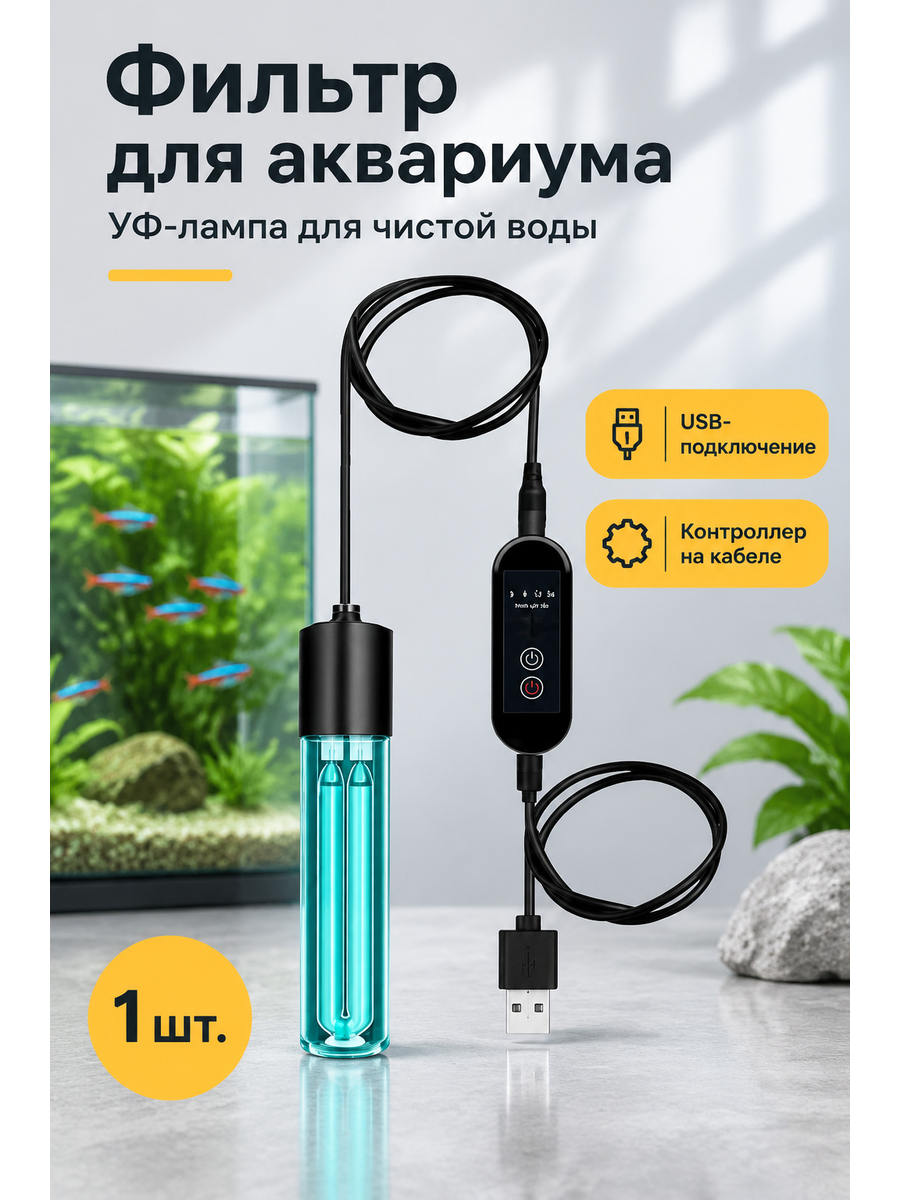 Фильтр
для аквариума
УФ-лампа для чистой воды
USB-
подключение
Контроллер
на кабеле
1 шт.